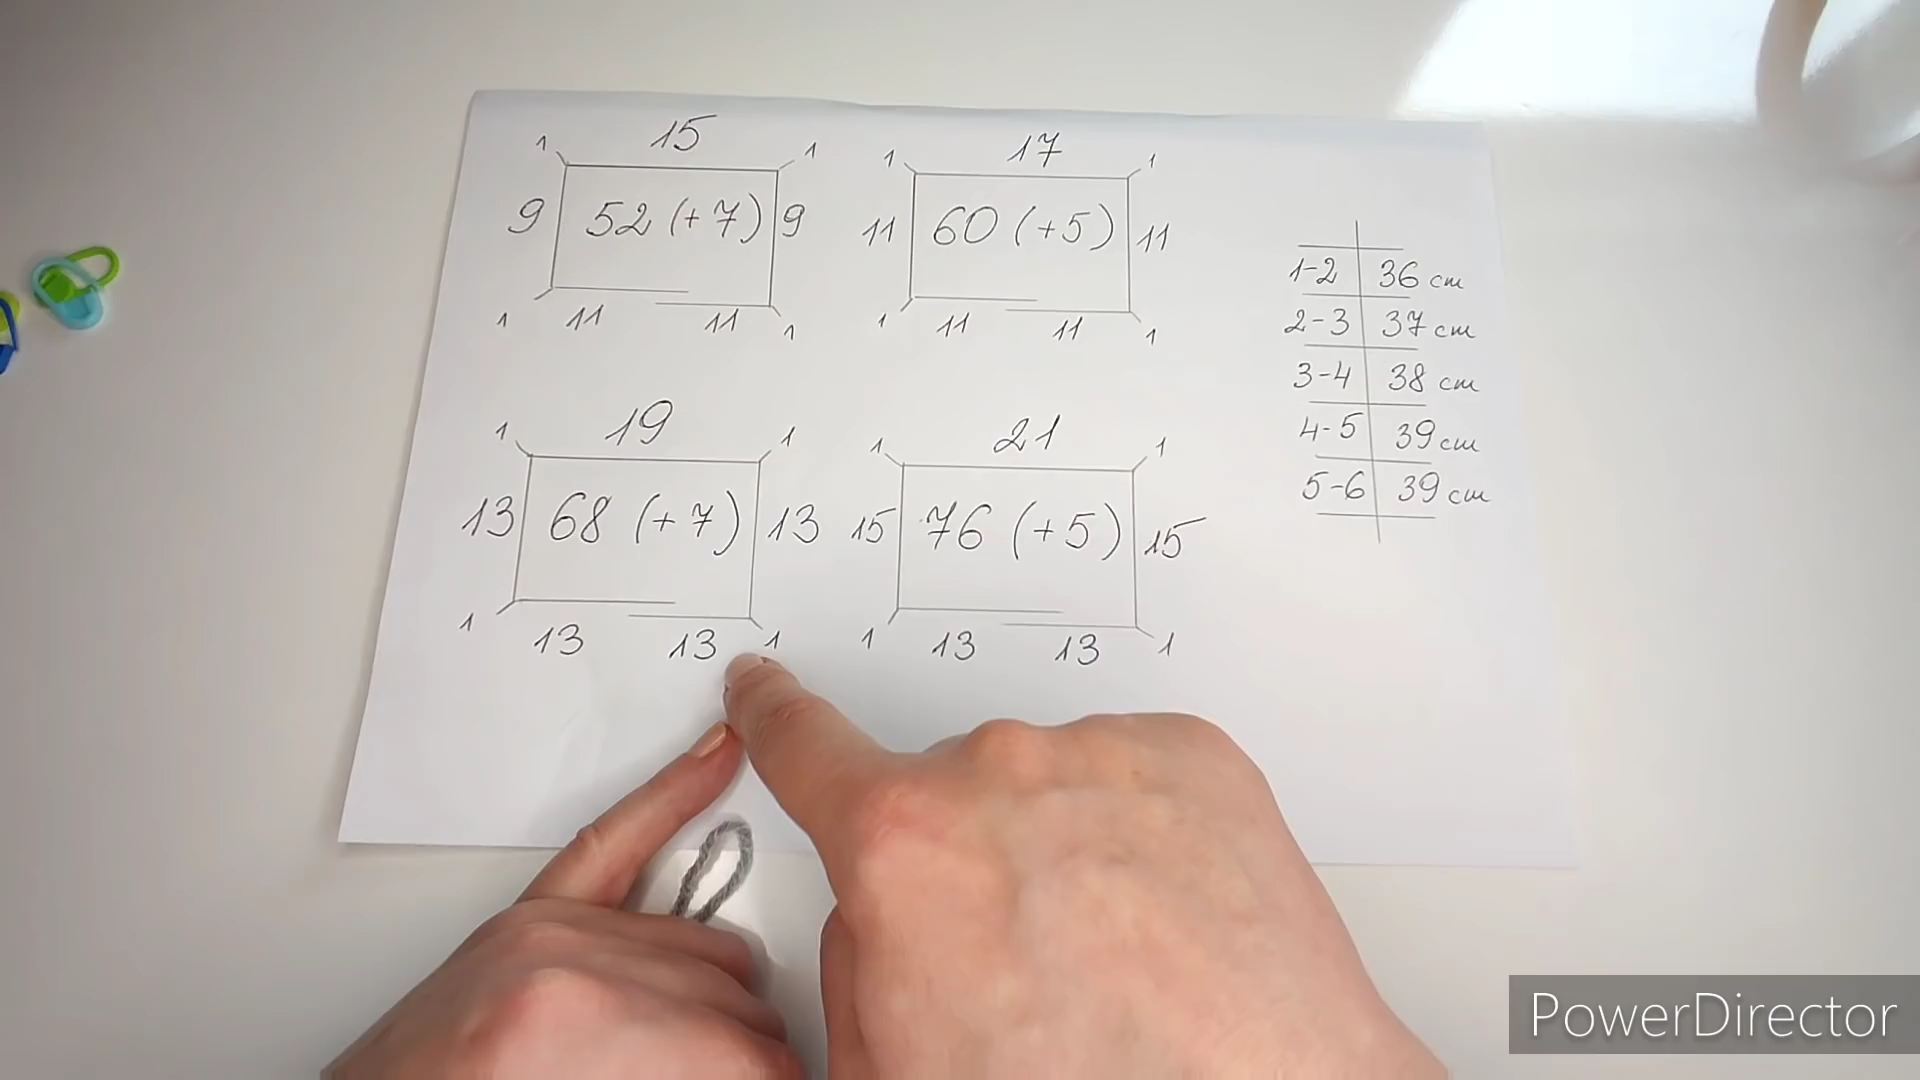 1 15 1
9 52 (+7) 9
1 11 11 1
1 17 1
11 60 (+5) 11
1 11 11 1
1 19 1
13 68 (+7) 13
1 13 13 1
1 21 1
15 76 (+5) 15
1 13 13 1
1-2 36 cm
2-3 37 cm
3-4 38 cm
4-5 39 cm
5-6 39 cm
PowerDirector